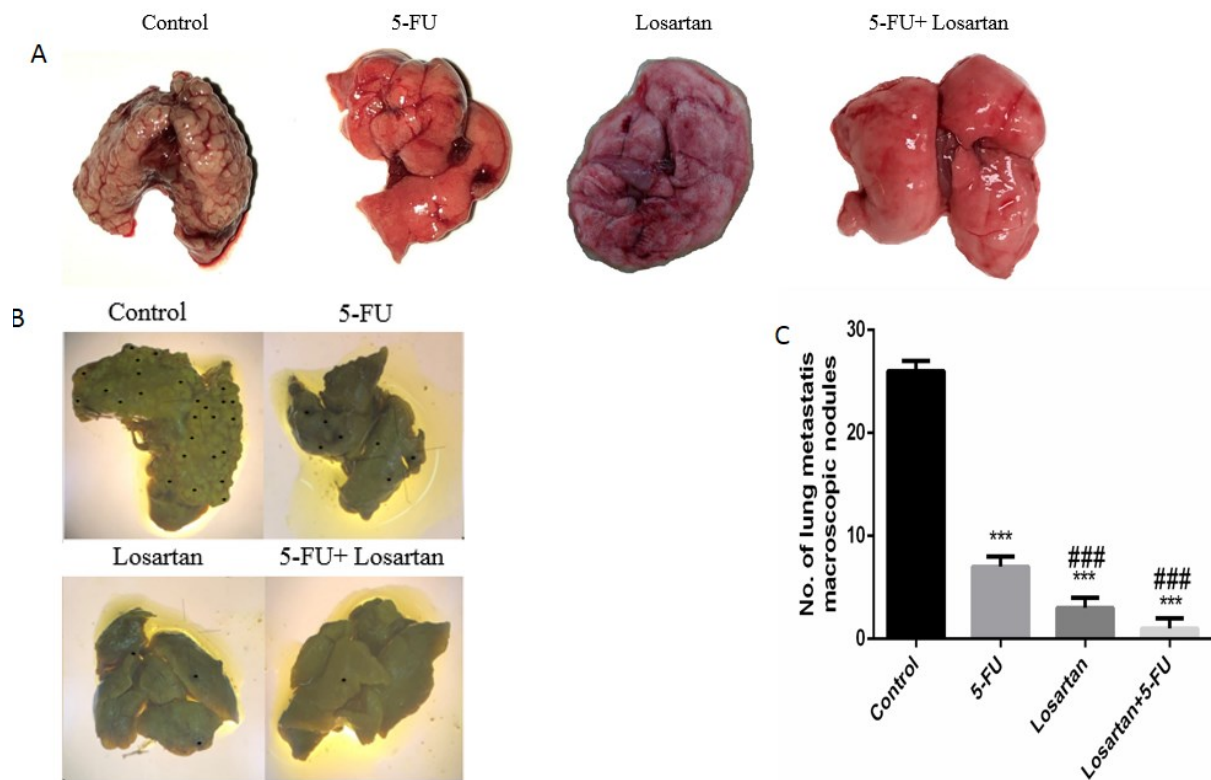 Control 5-FU Losartan 5-FU+ Losartan
A
B
Control 5-FU
Losartan 5-FU+ Losartan
C
No. of lung metastatis
macroscopic nodules
30
20
10
0
***
###
***
###
***
Control
5-FU
Losartan
Losartan+5-FU